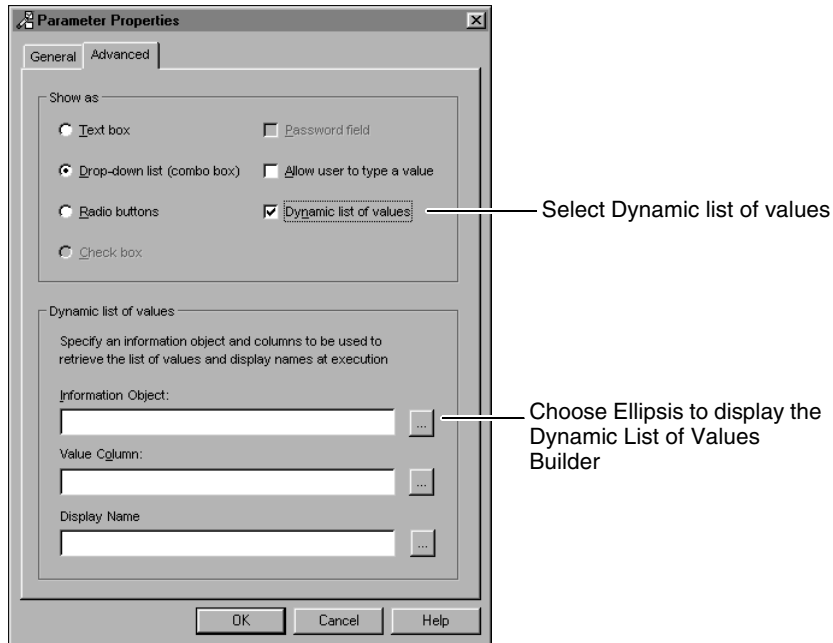 Parameter Properties
General
Advanced
Show as
Text box
Password field
Drop-down list (combo box)
Allow user to type a value
Radio buttons
Dynamic list of values
Select Dynamic list of values
Check box
Dynamic list of values
Specify an information object and columns to be used to
retrieve the list of values and display names at execution
Information Object:
...
Choose Ellipsis to display the
Dynamic List of Values
Builder
Value Column:
...
Display Name
...
OK
Cancel
Help